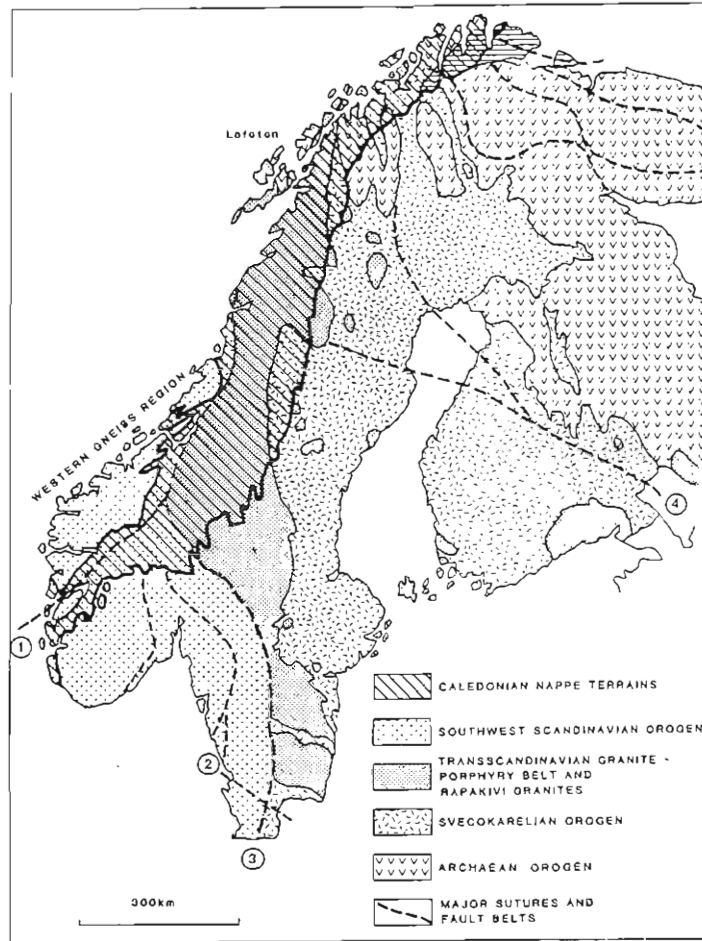 Lofoten
WESTERN GNEISS REGION
4
1
2
3
CALEDONIAN NAPPE TERRAINS
SOUTHWEST SCANDINAVIAN OROGEN
TRANSSCANDINAVIAN GRANITE -
PORPHYRY BELT AND
RAPAKIVI GRANITES
SVECOKARELIAN OROGEN
ARCHAEAN OROGEN
MAJOR SUTURES AND
FAULT BELTS
300km